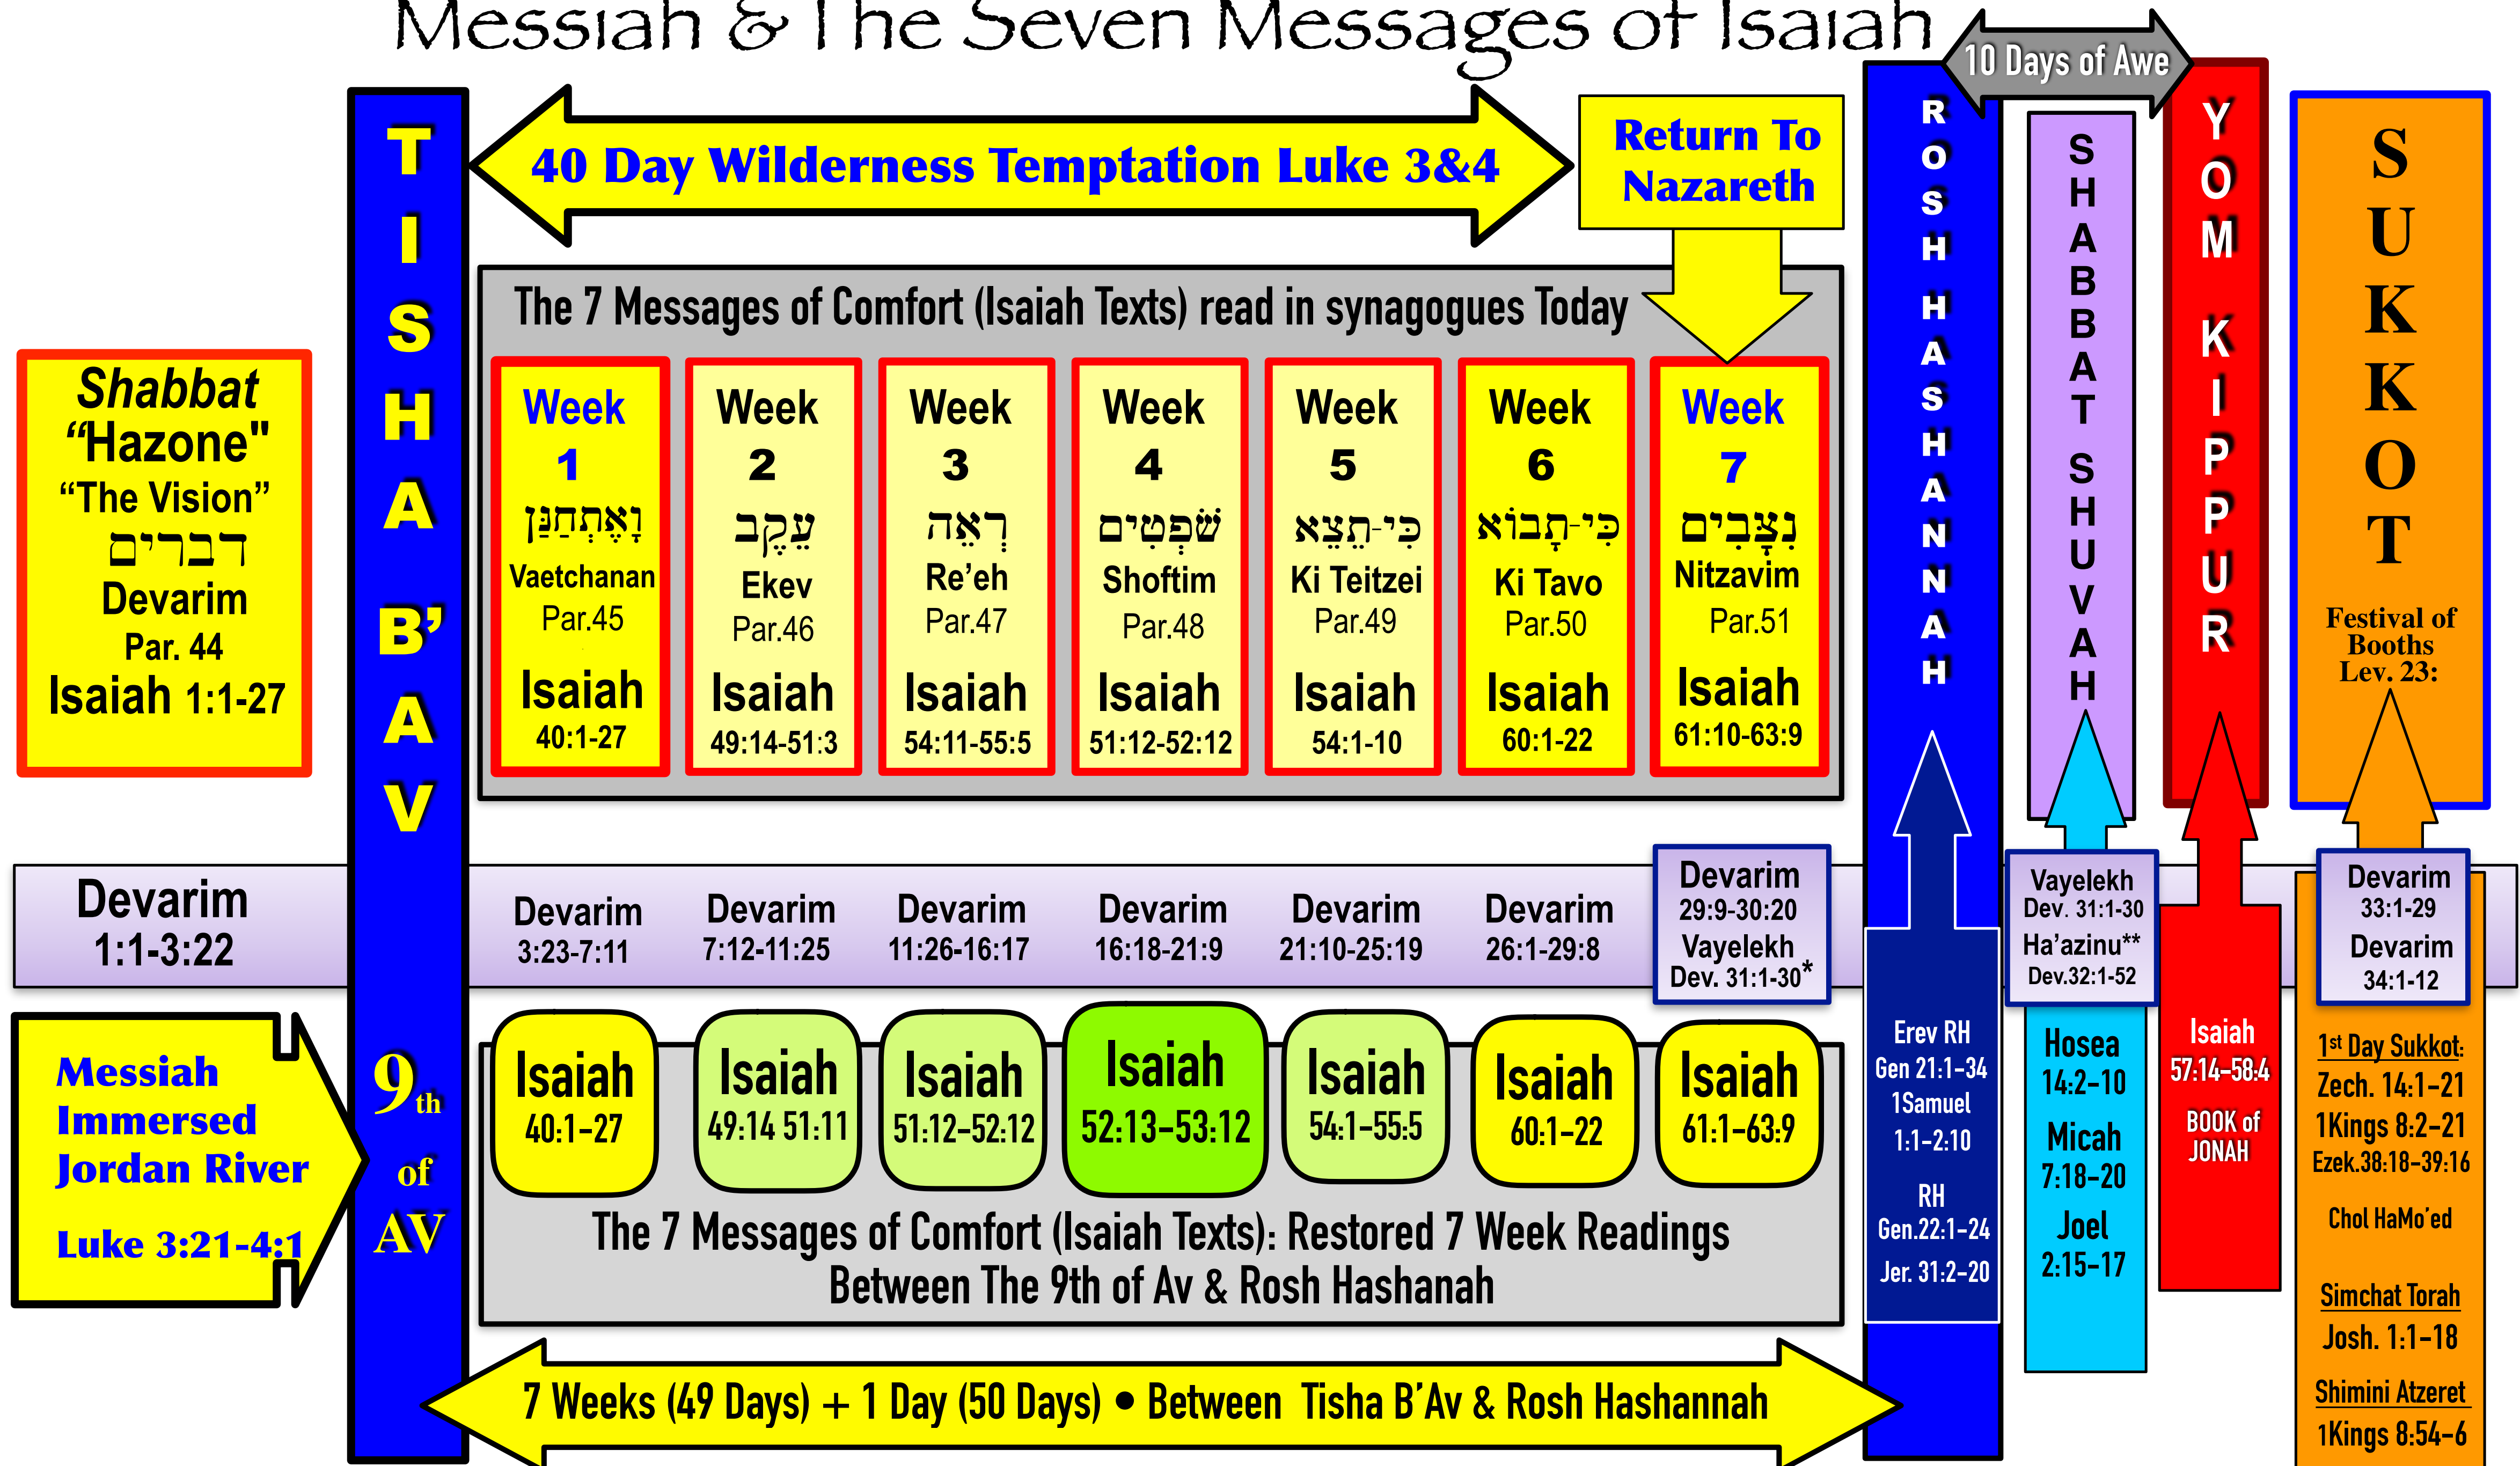 Messiah & The Seven Messages of Isaiah
10 Days of Awe
40 Day Wilderness Temptation Luke 3&4
Return To
Nazareth
TISHA B’AV
9th
of
AV
Shabbat
“Hazone"
“The Vision”
דברים
Devarim
Par. 44
Isaiah 1:1-27
The 7 Messages of Comfort (Isaiah Texts) read in synagogues Today
Week
1
וָאֶתְחַנַּן
Vaetchanan
Par.45
Isaiah
40:1-27
Week
2
עֵקֶב
Ekev
Par.46
Isaiah
49:14-51:3
Week
3
רְאֵה
Re’eh
Par.47
Isaiah
54:11-55:5
Week
4
שֹׁפְטִים
Shoftim
Par.48
Isaiah
51:12-52:12
Week
5
כִּי-תֵצֵא
Ki Teitzei
Par.49
Isaiah
54:1-10
Week
6
כִּי-תָבוֹא
Ki Tavo
Par.50
Isaiah
60:1-22
Week
7
נִצָּבִים
Nitzavim
Par.51
Isaiah
61:10-63:9
ROSH HASHANNAH
SHABBAT SHUVAH
YOM KIPPUR
SUKKOT
Festival of
Booths
Lev. 23:
Devarim
1:1-3:22
Devarim
3:23-7:11
Devarim
7:12-11:25
Devarim
11:26-16:17
Devarim
16:18-21:9
Devarim
21:10-25:19
Devarim
26:1-29:8
Devarim
29:9-30:20
Vayelekh
Dev. 31:1-30*
Vayelekh
Dev. 31:1-30
Ha’azinu**
Dev.32:1-52
Devarim
33:1-29
Devarim
34:1-12
Messiah
Immersed
Jordan River
Luke 3:21-4:1
Isaiah
40:1-27
Isaiah
49:14 51:11
Isaiah
51:12-52:12
Isaiah
52:13-53:12
Isaiah
54:1-55:5
Isaiah
60:1-22
Isaiah
61:1-63:9
The 7 Messages of Comfort (Isaiah Texts): Restored 7 Week Readings
Between The 9th of Av & Rosh Hashanah
Erev RH
Gen 21:1-34
1Samuel
1:1-2:10
RH
Gen.22:1-24
Jer. 31:2-20
Hosea
14:2-10
Micah
7:18-20
Joel
2:15-17
Isaiah
57:14-58:4
BOOK of
JONAH
1st Day Sukkot:
Zech. 14:1-21
1Kings 8:2-21
Ezek.38:18-39:16
Chol HaMo’ed
Simchat Torah
Josh. 1:1-18
Shimini Atzeret
1Kings 8:54-6
7 Weeks (49 Days) + 1 Day (50 Days) • Between Tisha B’Av & Rosh Hashannah